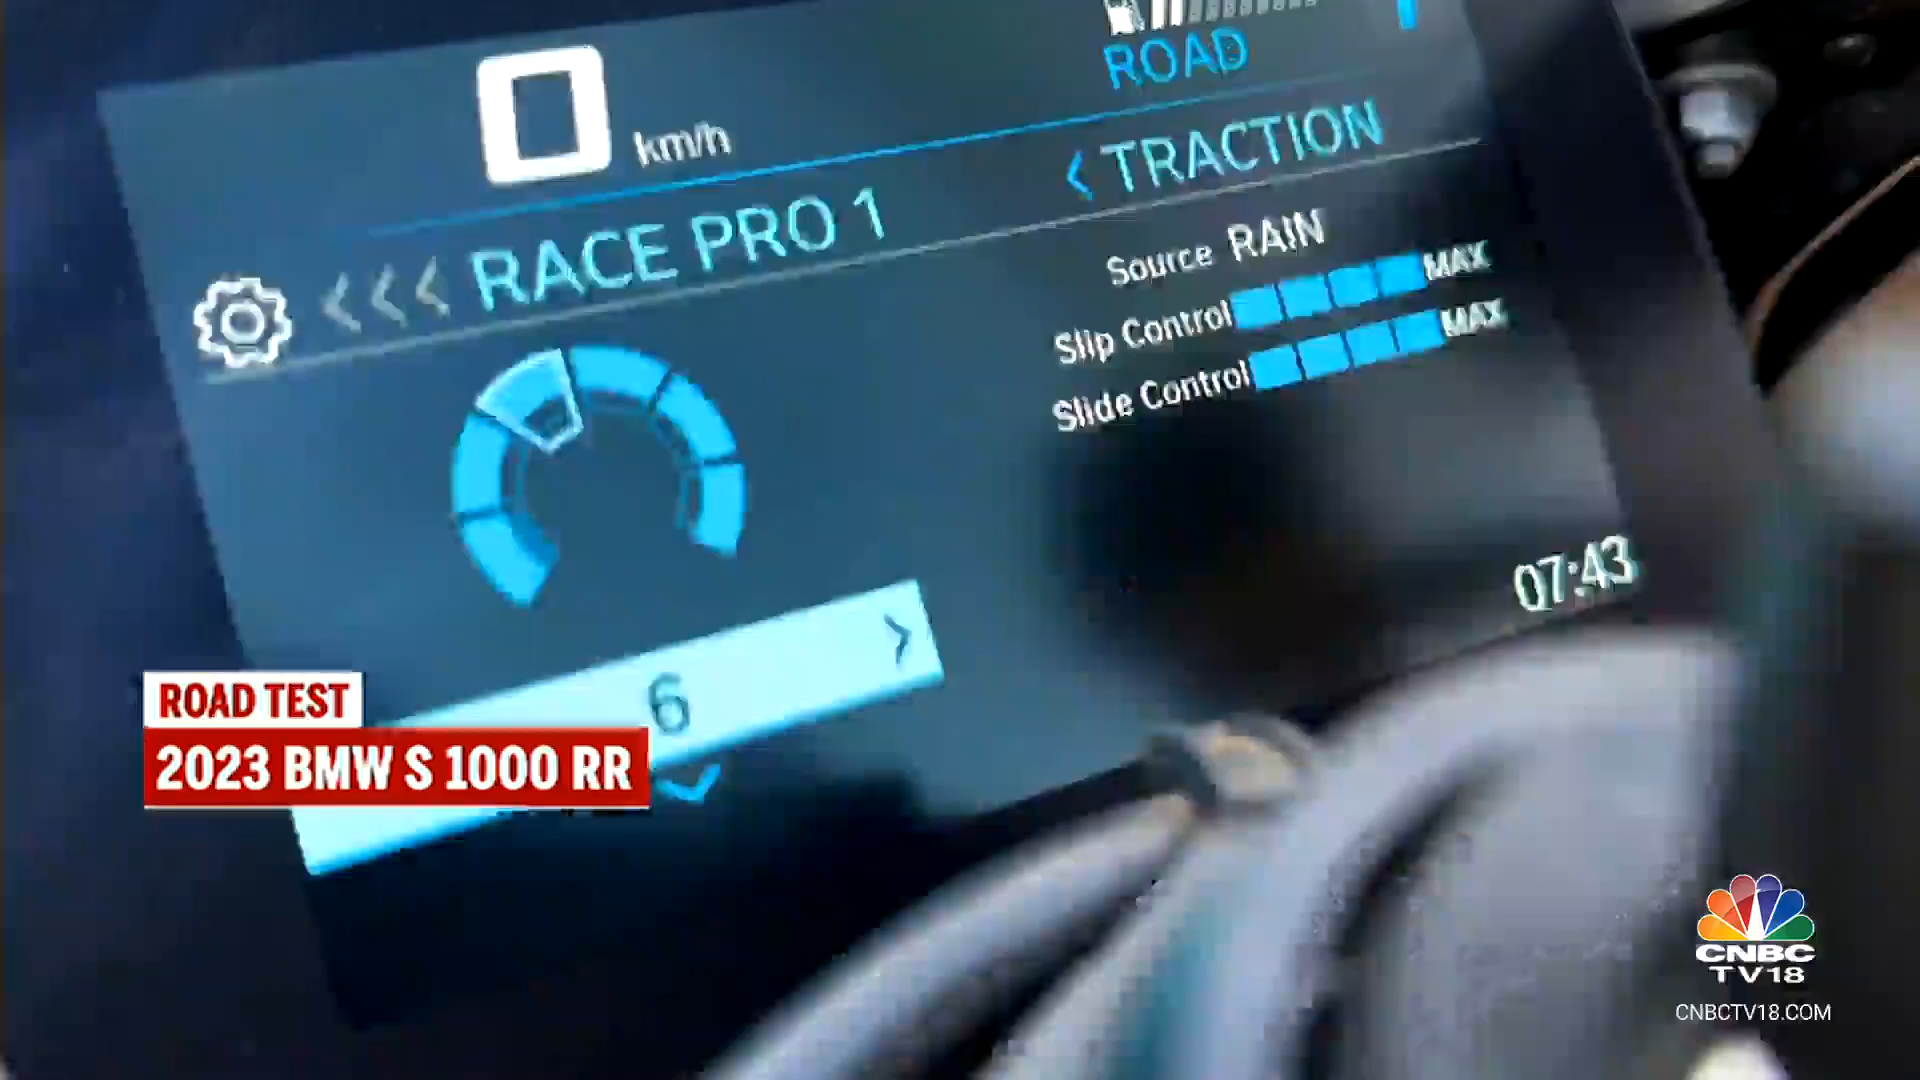 0 km/h
ROAD
<<< RACE PRO 1
< TRACTION
Source RAIN
Slip Control MAX
Slide Control MAX
6 >
07:43
ROAD TEST
2023 BMW S 1000 RR
CNBC
TV18
CNBCTV18.COM